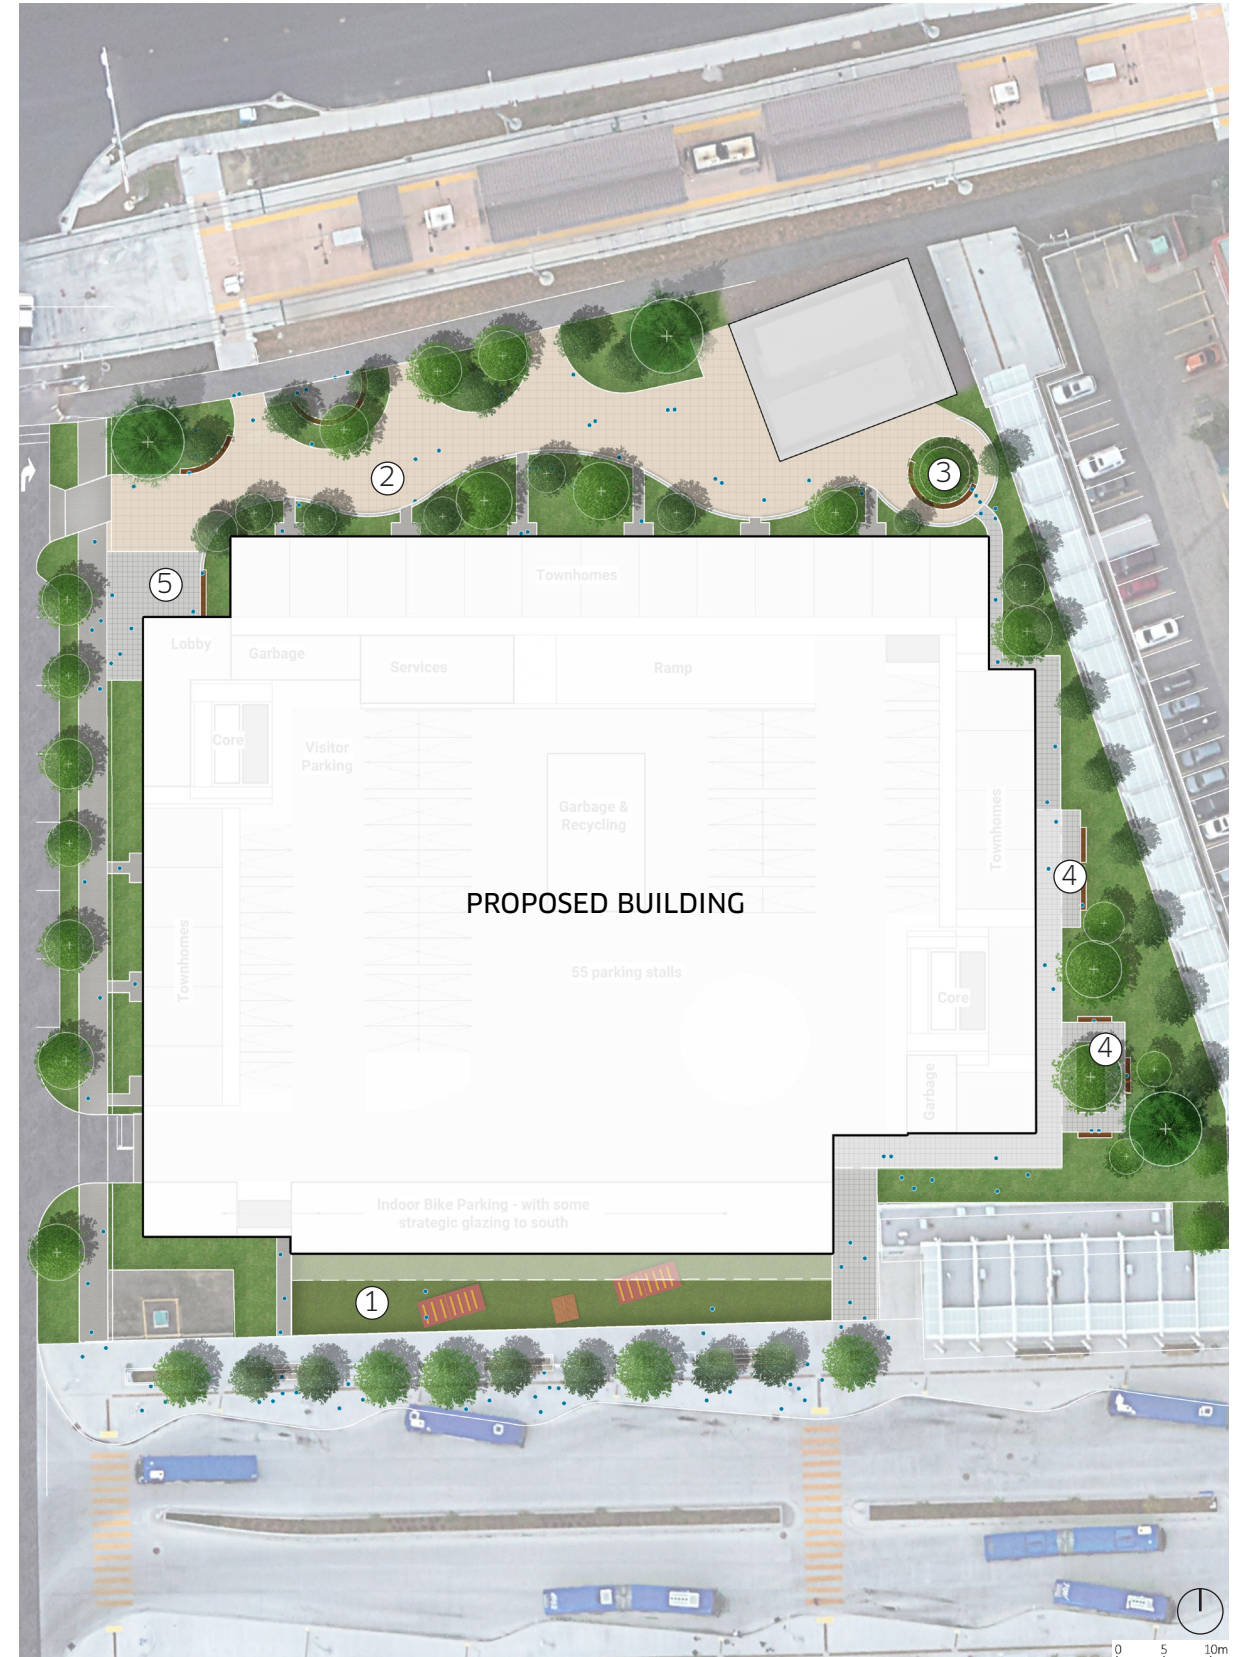 2
3
Townhomes
5
Lobby
Garbage
Services
Ramp
Core
Visitor
Parking
Garbage &
Recycling
Townhomes
4
PROPOSED BUILDING
Townhomes
55 parking stalls
Core
4
Garbage
Indoor Bike Parking - with some
strategic glazing to south
1
0 5 10m